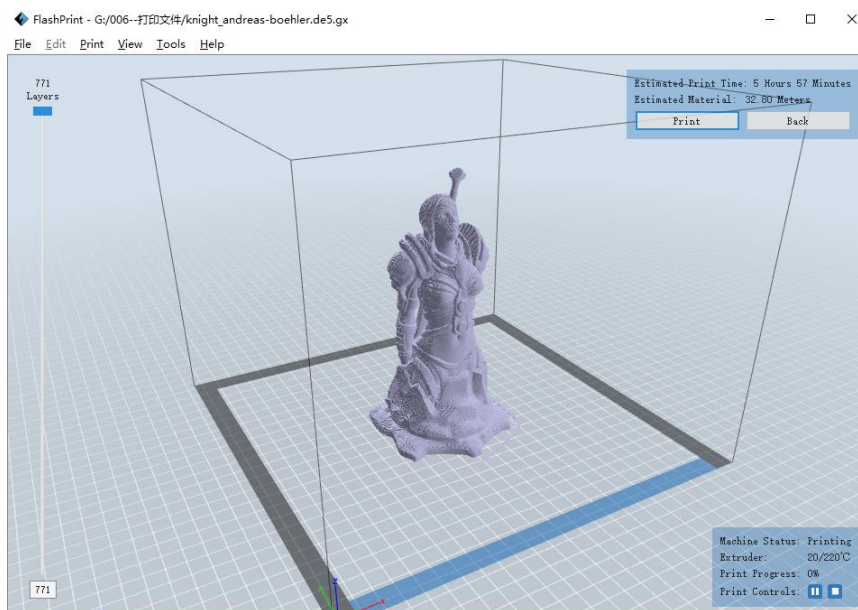 FlashPrint - G:/006--打印文件/knight_andreas-boehler.de5.gx
File Edit Print View Tools Help
771
Layers
Estimated Print Time: 5 Hours 57 Minutes
Estimated Material: 32.80 Meters
Print Back
z
x
Machine Status: Printing
Extruder: 20/220℃
Print Progress: 0%
Print Controls:
771